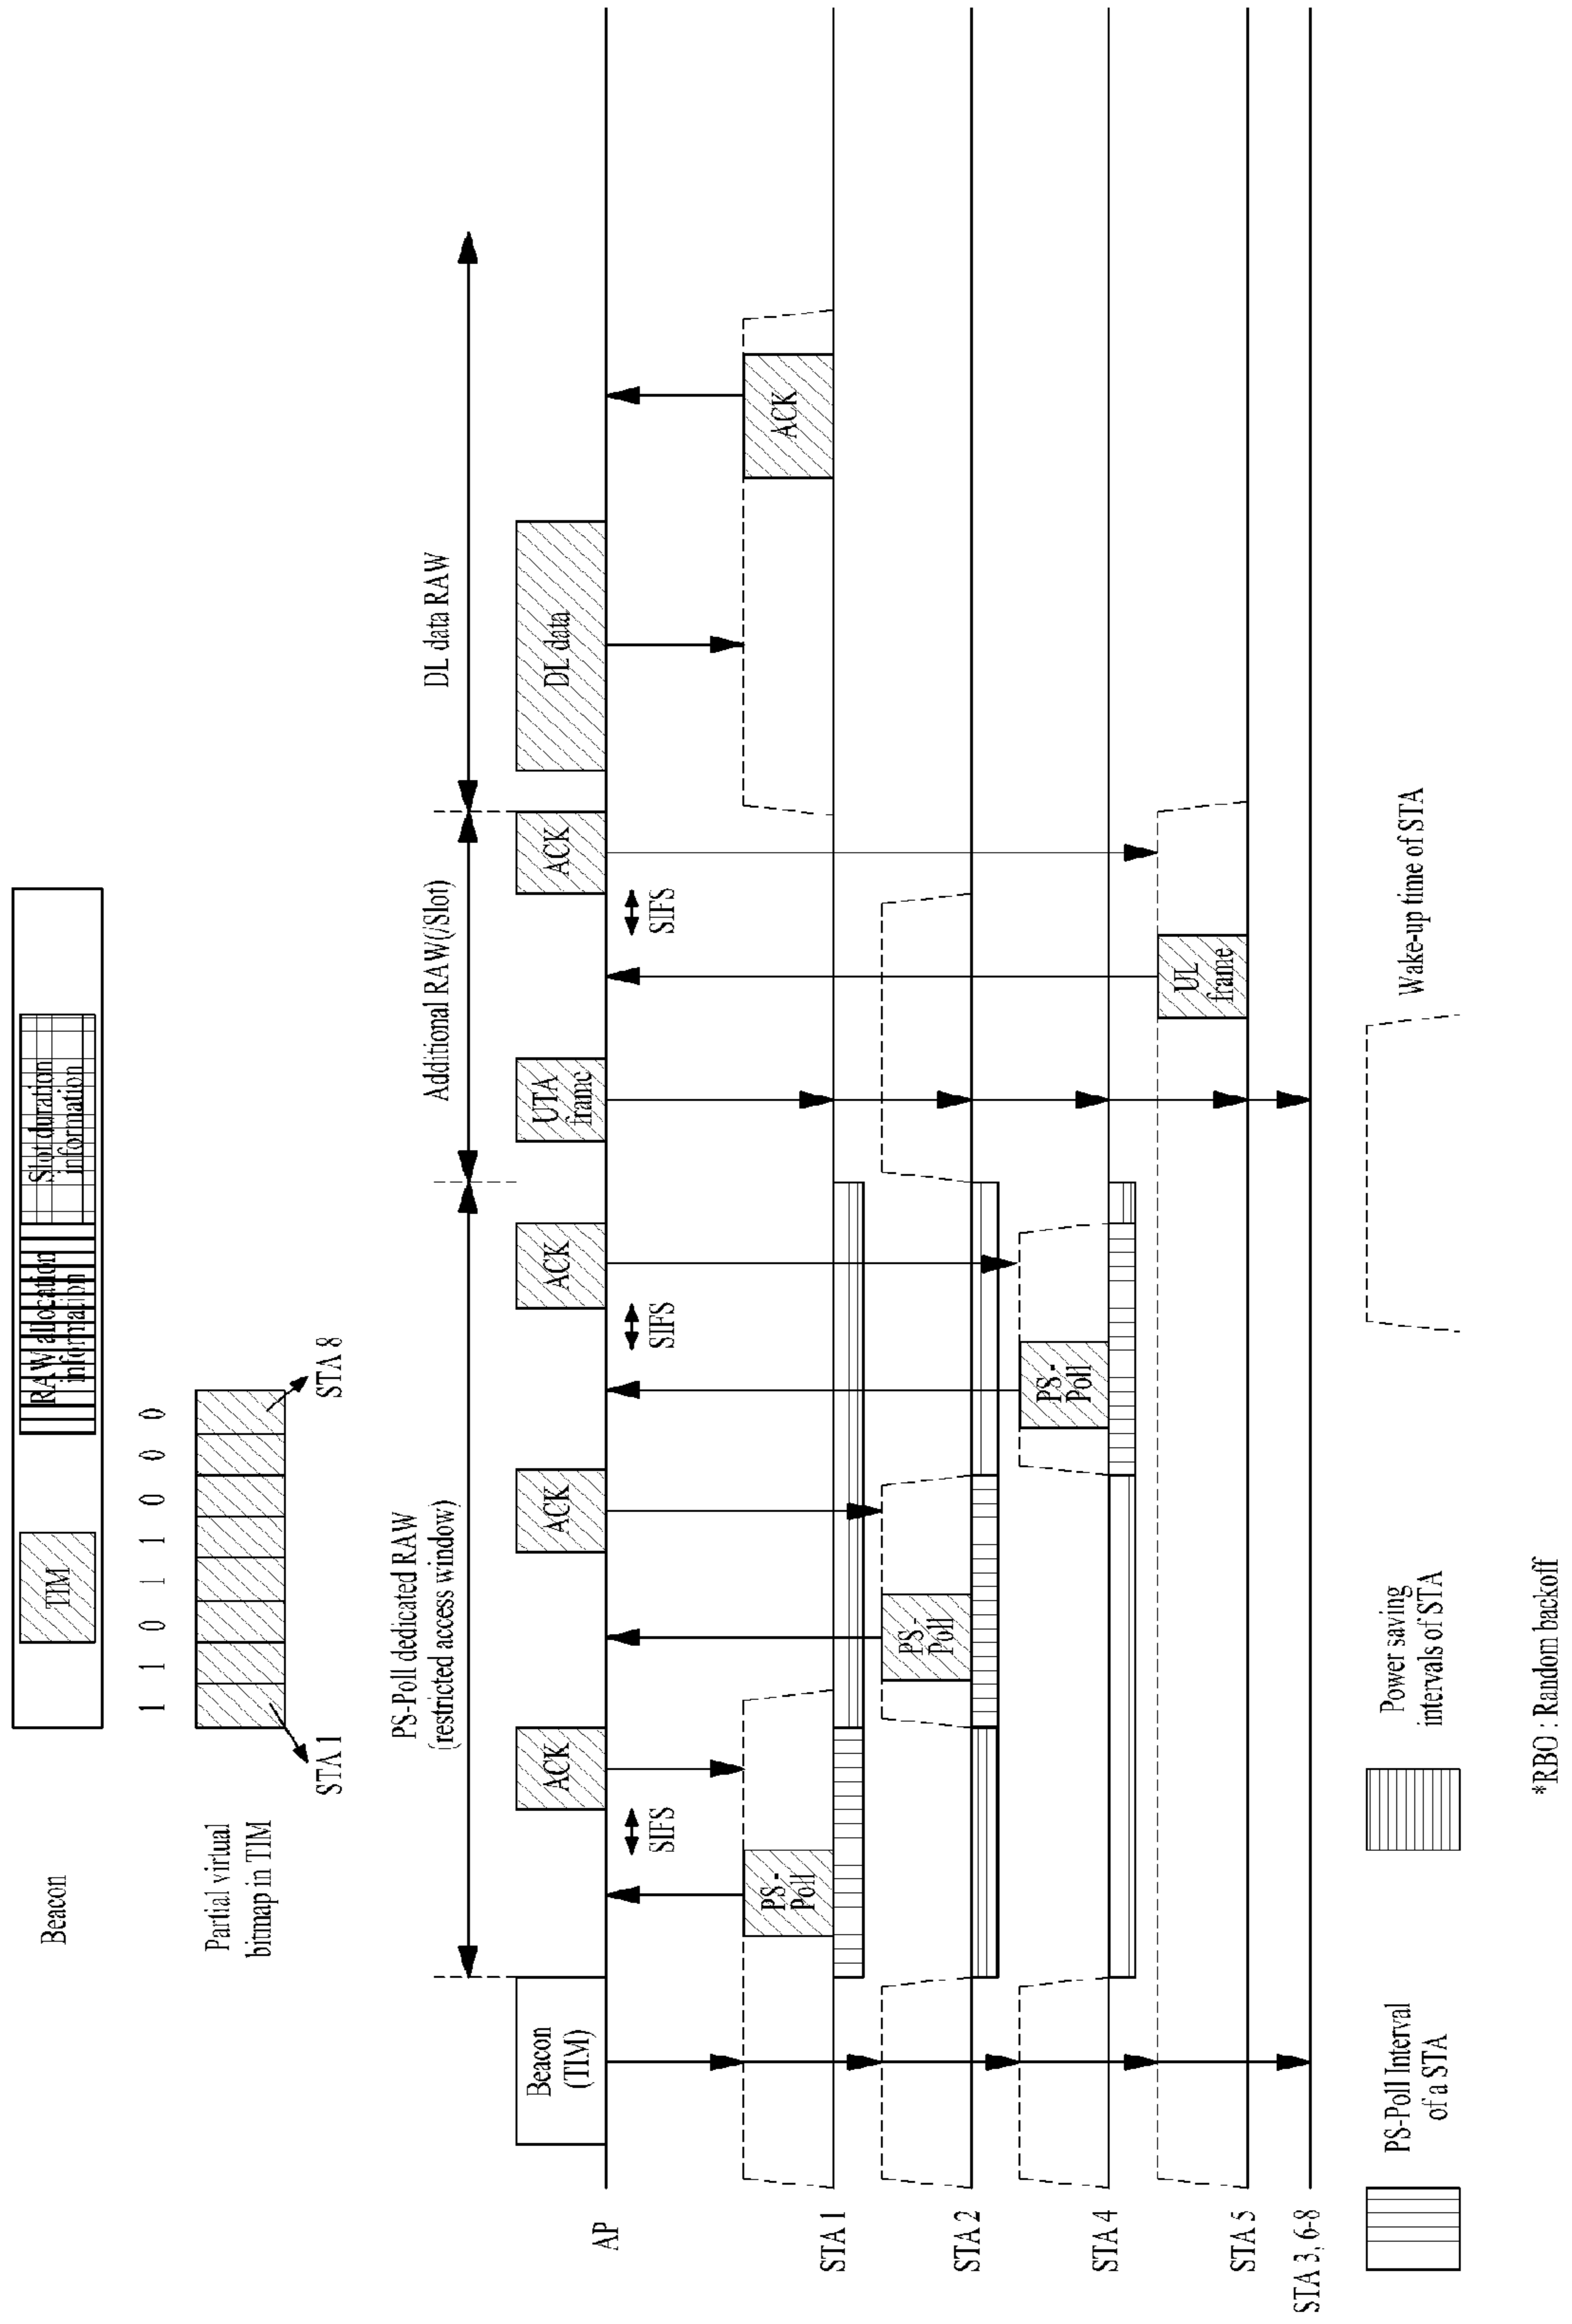 Beacon
TIM
RAW allocation
information
Slot duration
information
Partial virtual
bitmap in TIM
1 1 0 1 1 0 0 0
STA 1
STA 8
PS-Poll dedicated RAW
(restricted access window)
Additional RAW(/Slot)
DL data RAW
AP
Beacon
(TIM)
ACK
ACK
ACK
UTA
frame
ACK
DL data
SIFS
SIFS
SIFS
STA 1
PS-
Poll
ACK
STA 2
PS-
Poll
STA 4
PS-
Poll
STA 5
UL
frame
STA 3, 6-8
PS-Poll Interval
of a STA
Power saving
intervals of STA
Wake-up time of STA
*RBO : Random backoff